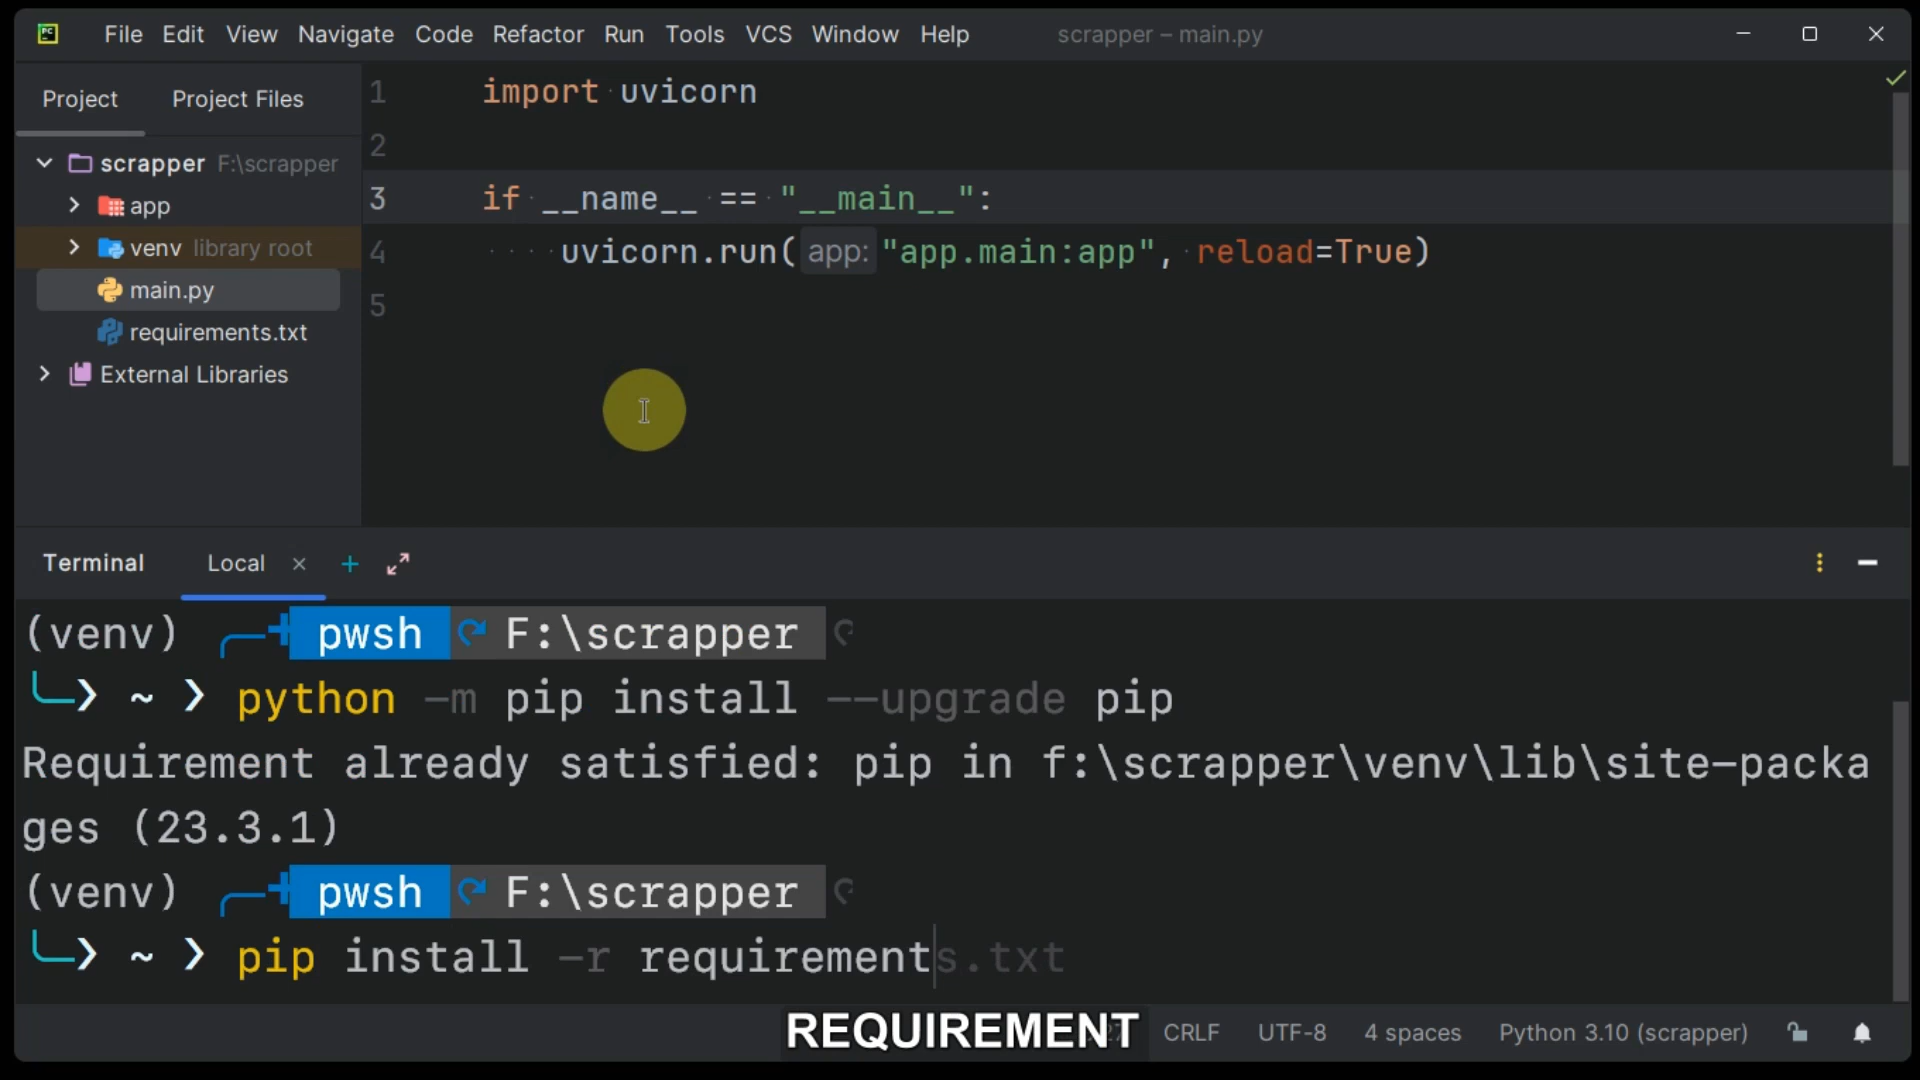 PC File Edit View Navigate Code Refactor Run Tools VCS Window Help scrapper – main.py
Project Project Files
scrapper F:\scrapper
app
venv library root
main.py
requirements.txt
External Libraries
1 import uvicorn
2
3 if __name__ == "__main__":
4 uvicorn.run(app: "app.main:app", reload=True)
5
Terminal Local
(venv) pwsh F:\scrapper
~ ❯ python -m pip install --upgrade pip
Requirement already satisfied: pip in f:\scrapper\venv\lib\site-packa
ges (23.3.1)
(venv) pwsh F:\scrapper
~ ❯ pip install -r requirements.txt
REQUIREMENT CRLF UTF-8 4 spaces Python 3.10 (scrapper)